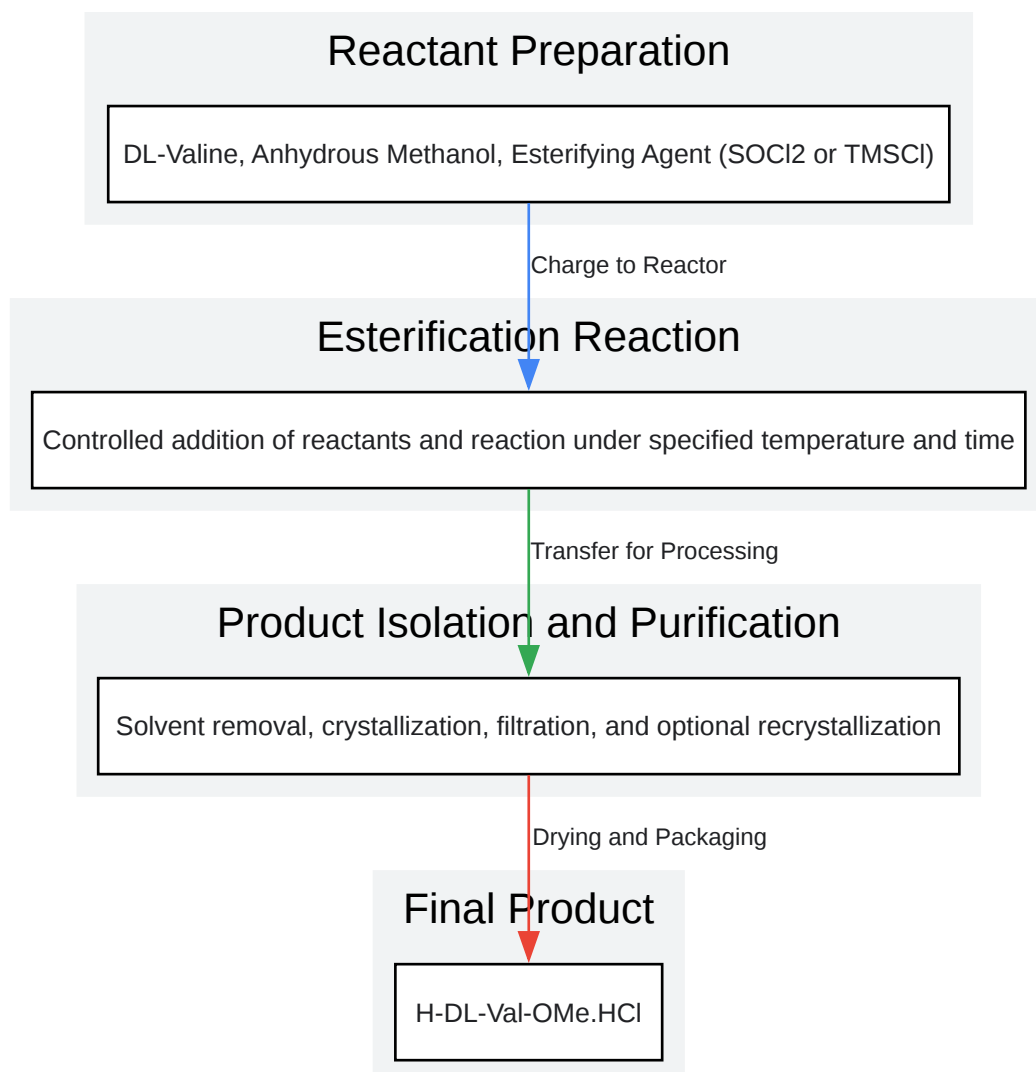 Reactant Preparation
DL-Valine, Anhydrous Methanol, Esterifying Agent (SOCl2 or TMSCl)
Charge to Reactor
Esterification Reaction
Controlled addition of reactants and reaction under specified temperature and time
Transfer for Processing
Product Isolation and Purification
Solvent removal, crystallization, filtration, and optional recrystallization
Drying and Packaging
Final Product
H-DL-Val-OMe.HCl